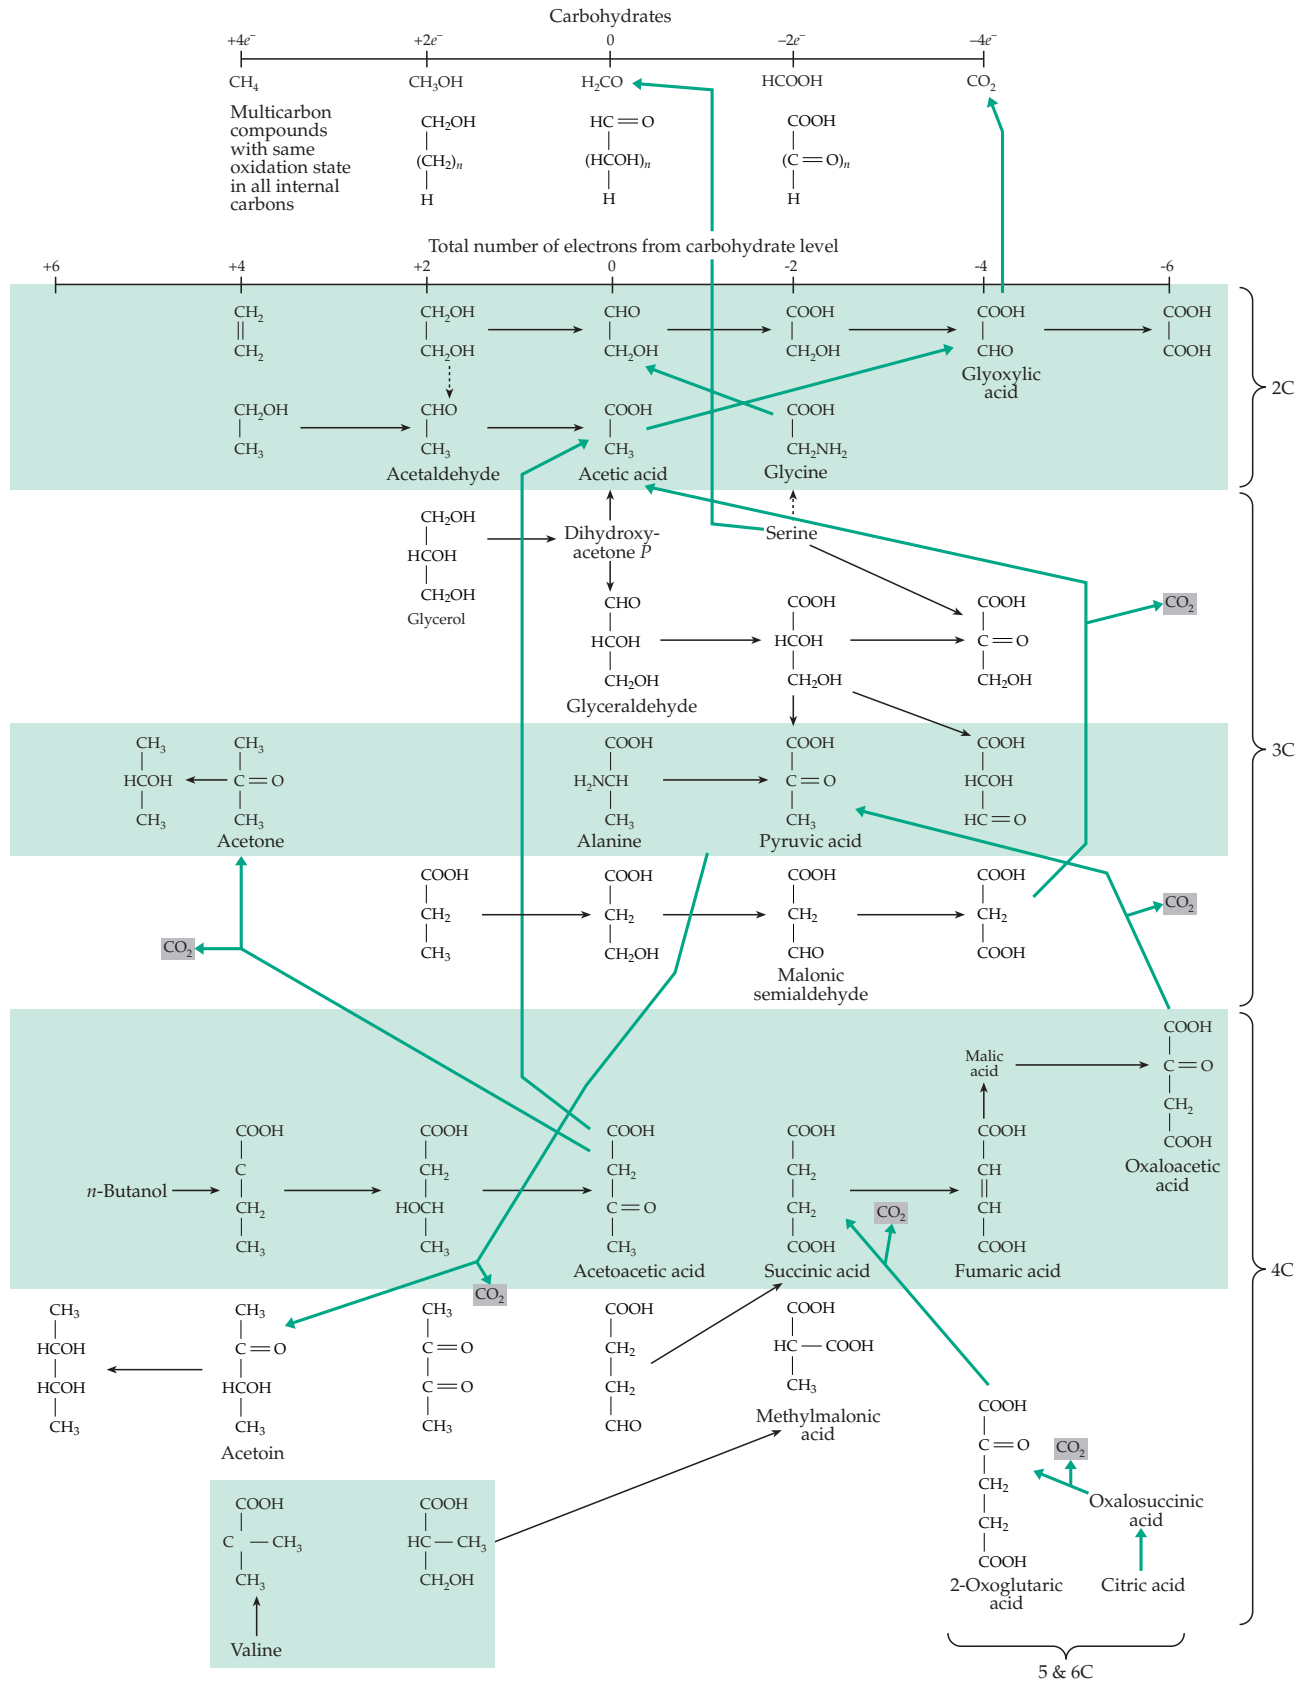 Carbohydrates
+4e⁻ +2e⁻ 0 –2e⁻ –4e⁻
CH₄ CH₃OH H₂CO HCOOH CO₂
Multicarbon
compounds
with same
oxidation state
in all internal
carbons
CH₂OH HC=O COOH
(CH₂)ₙ (HCOH)ₙ (C=O)ₙ
H H H
Total number of electrons from carbohydrate level
+6 +4 +2 0 -2 -4 -6
CH₂ CH₂OH CHO COOH COOH COOH
CH₂ CH₂OH CH₂OH CH₂OH CHO COOH
Glyoxylic
acid
2C
CH₂OH CHO COOH COOH
CH₃ CH₃ CH₃ CH₂NH₂
Acetaldehyde Acetic acid Glycine
CH₂OH
HCOH
CH₂OH
Glycerol
Dihydroxy-
acetone P
Serine
CHO COOH COOH CO₂
HCOH HCOH C=O
CH₂OH CH₂OH CH₂OH
Glyceraldehyde
3C
CH₃ CH₃ COOH COOH COOH
HCOH C=O H₂NCH C=O HCOH
CH₃ CH₃ CH₃ CH₃ HC=O
Acetone Alanine Pyruvic acid
COOH COOH COOH COOH
CH₂ CH₂ CH₂ CH₂ CO₂
CH₃ CH₂OH CHO COOH
CO₂
Malonic
semialdehyde
COOH
C=O
CH₂
COOH
Oxaloacetic
acid
Malic
acid
COOH COOH COOH COOH COOH
C CH₂ CH₂ CH₂ CH
n-Butanol
CH₂ HOCH C=O CH₂ CH
CO₂
CH₃ CH₃ CH₃ COOH COOH
Acetoacetic acid Succinic acid Fumaric acid
4C
CO₂
CH₃ CH₃ CH₃ COOH COOH
HCOH C=O C=O CH₂ HC—COOH
HCOH HCOH C=O CH₂ CH₃
CH₃ CH₃ CH₃ CHO
Acetoin
Methylmalonic
acid
COOH
C=O
CH₂
CH₂
COOH
2-Oxoglutaric
acid
CO₂
Oxalosuccinic
acid
Citric acid
COOH COOH
C—CH₃ HC—CH₃
CH₃ CH₂OH
Valine
5 & 6C